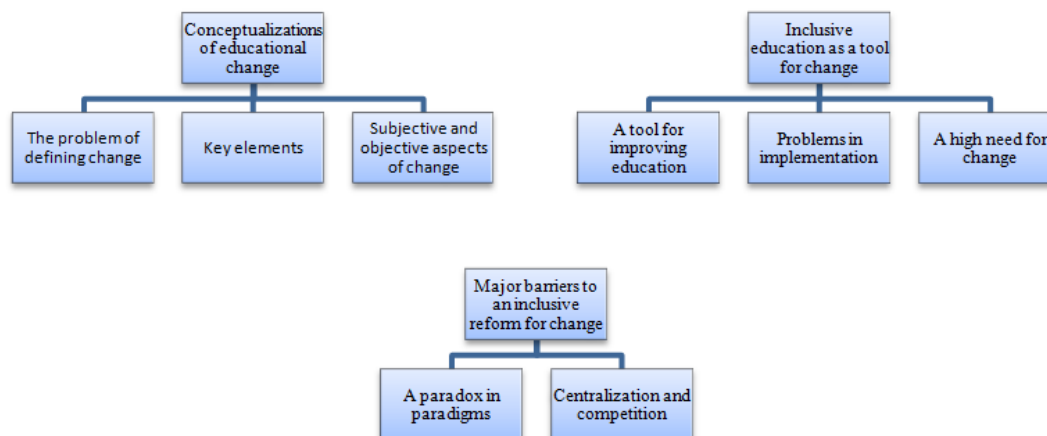 Conceptualizations
of educational
change
The problem of
defining change
Key elements
Subjective and
objective aspects
of change
Inclusive
education as a tool
for change
A tool for
improving
education
Problems in
implementation
A high need for
change
Major barriers to
an inclusive
reform for change
A paradox in
paradigms
Centralization and
competition